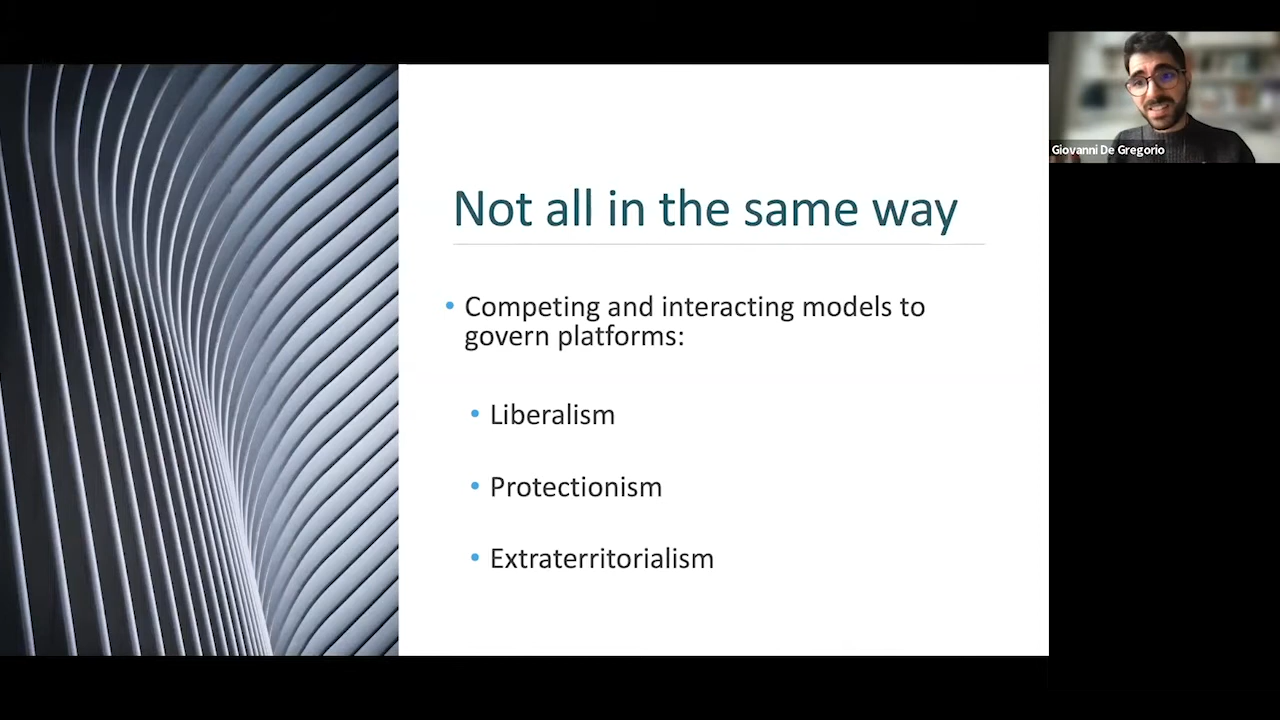 Giovanni De Gregorio
Not all in the same way
• Competing and interacting models to
govern platforms:
• Liberalism
• Protectionism
• Extraterritorialism